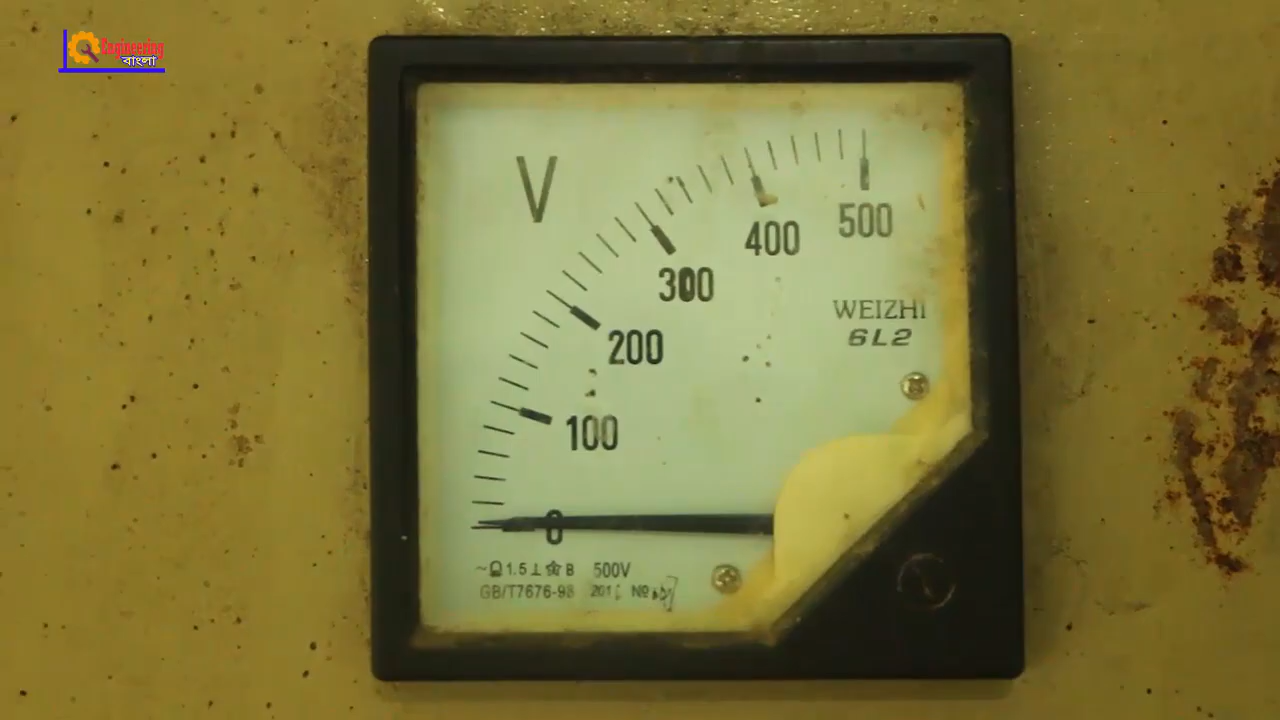 Engineering
বাংলা
V
500
400
300
200
100
0
WEIZHI
6L2
1.5 B 500V
GB/T7676-98 201 №